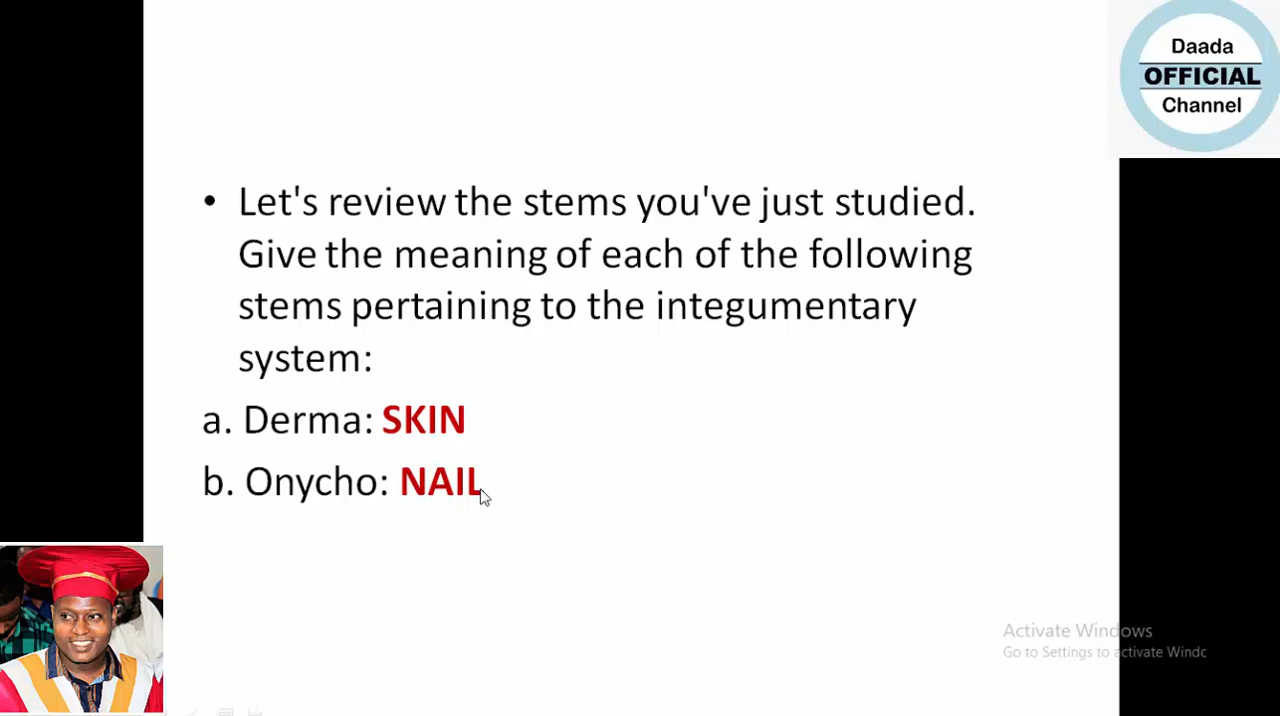 Daada
OFFICIAL
Channel
• Let's review the stems you've just studied.
Give the meaning of each of the following
stems pertaining to the integumentary
system:
a. Derma: SKIN
b. Onycho: NAIL
Activate Windows
Go to Settings to activate Windc